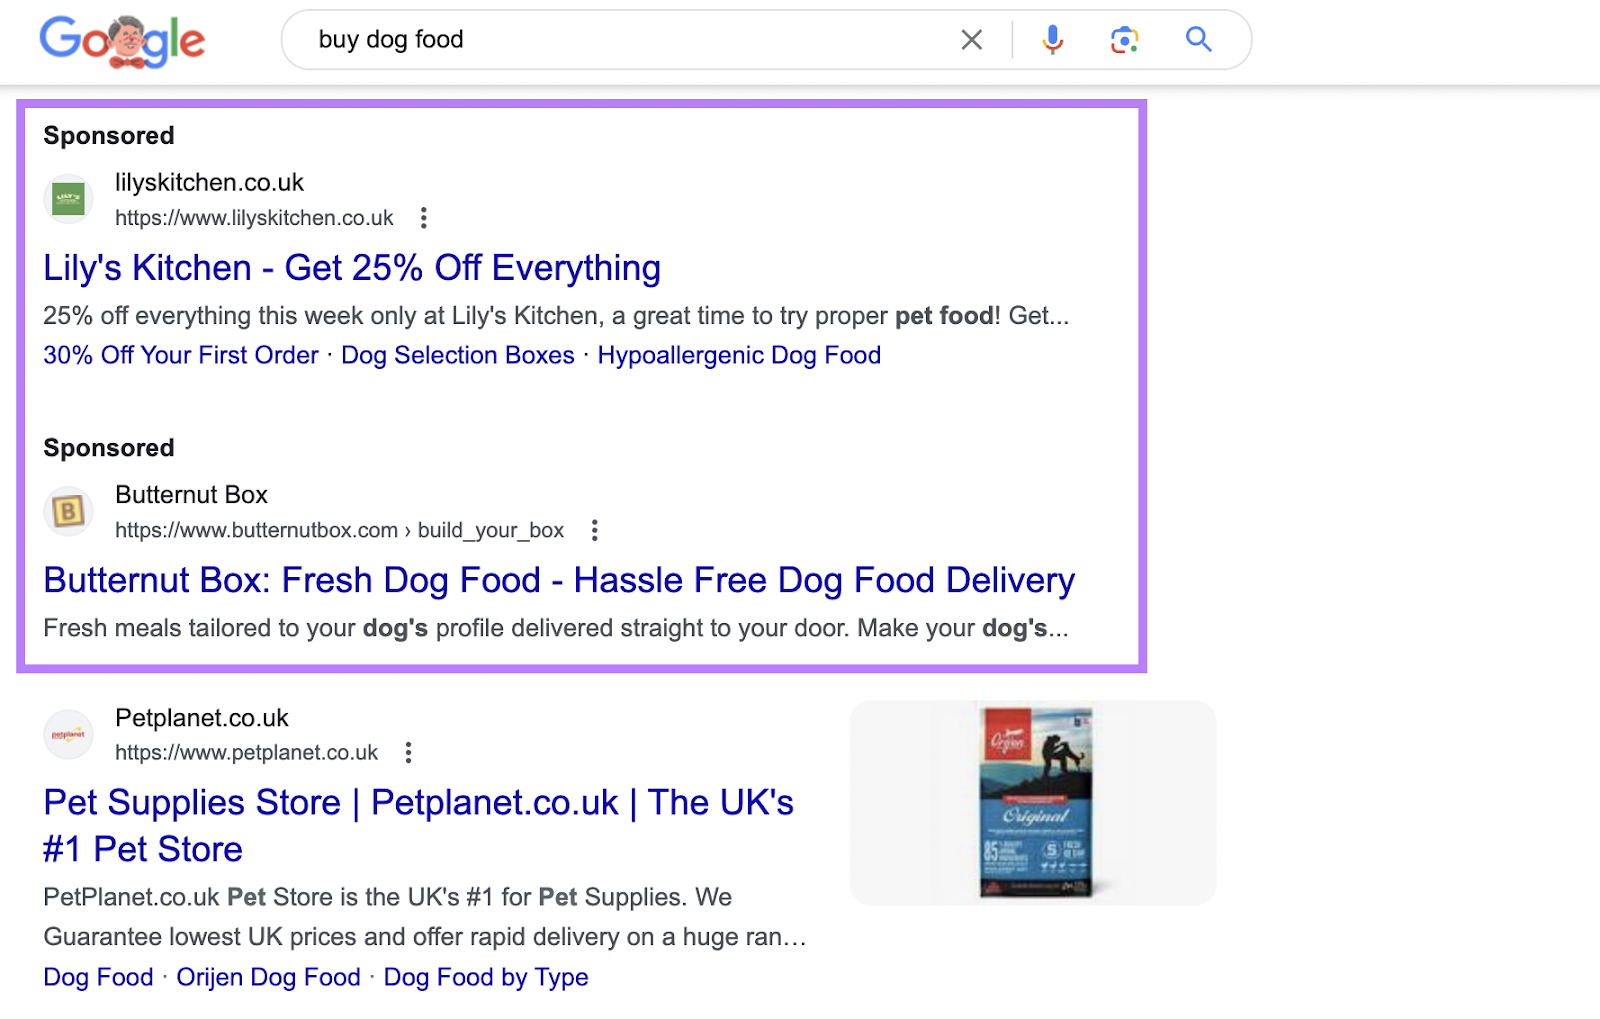 Google
buy dog food
Sponsored
lilyskitchen.co.uk
https://www.lilyskitchen.co.uk
Lily's Kitchen - Get 25% Off Everything
25% off everything this week only at Lily's Kitchen, a great time to try proper pet food! Get...
30% Off Your First Order · Dog Selection Boxes · Hypoallergenic Dog Food
Sponsored
B
Butternut Box
https://www.butternutbox.com › build_your_box
Butternut Box: Fresh Dog Food - Hassle Free Dog Food Delivery
Fresh meals tailored to your dog's profile delivered straight to your door. Make your dog's...
petplanet
Petplanet.co.uk
https://www.petplanet.co.uk
Pet Supplies Store | Petplanet.co.uk | The UK's
#1 Pet Store
PetPlanet.co.uk Pet Store is the UK's #1 for Pet Supplies. We
Guarantee lowest UK prices and offer rapid delivery on a huge ran...
Dog Food · Orijen Dog Food · Dog Food by Type
Orijen
Original
85